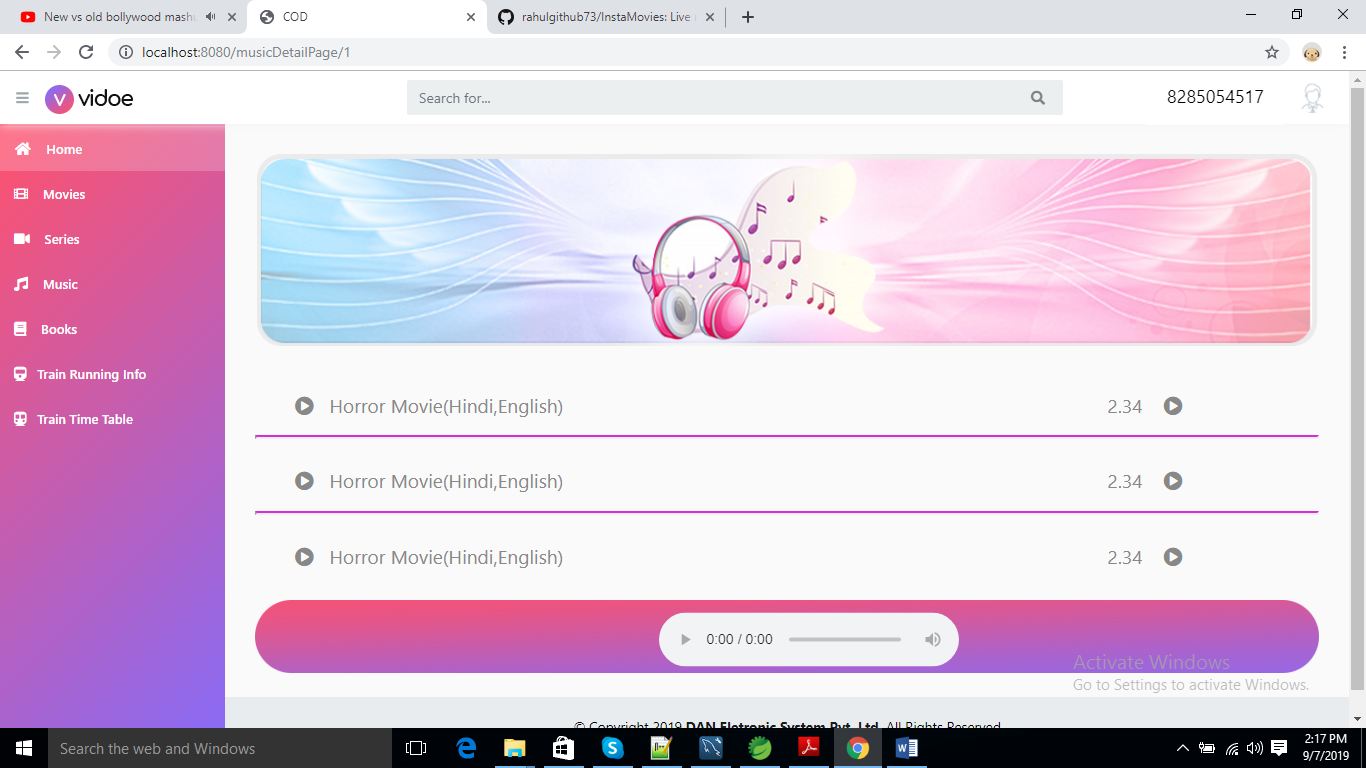 New vs old bollywood mash
COD
rahulgithub73/InstaMovies: Live
localhost:8080/musicDetailPage/1
V vidoe
Search for...
8285054517
Home
Movies
Series
Music
Books
Train Running Info
Train Time Table
Horror Movie(Hindi,English) 2.34
Horror Movie(Hindi,English) 2.34
Horror Movie(Hindi,English) 2.34
0:00 / 0:00
Activate Windows
Go to Settings to activate Windows.
© Copyright 2019 DAN Eletronic System Pvt. Ltd. All Rights Reserved
Search the web and Windows
2:17 PM
9/7/2019